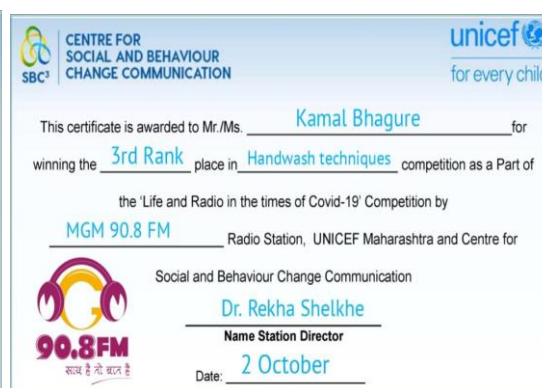 CENTRE FOR
SOCIAL AND BEHAVIOUR
CHANGE COMMUNICATION
SBC³
unicef
for every child
This certificate is awarded to Mr./Ms. Kamal Bhagure for
winning the 3rd Rank place in Handwash techniques competition as a Part of
the 'Life and Radio in the times of Covid-19' Competition by
MGM 90.8 FM Radio Station, UNICEF Maharashtra and Centre for
Social and Behaviour Change Communication
Dr. Rekha Shelkhe
Name Station Director
Date: 2 October
90.8FM
साथ है तो बात है